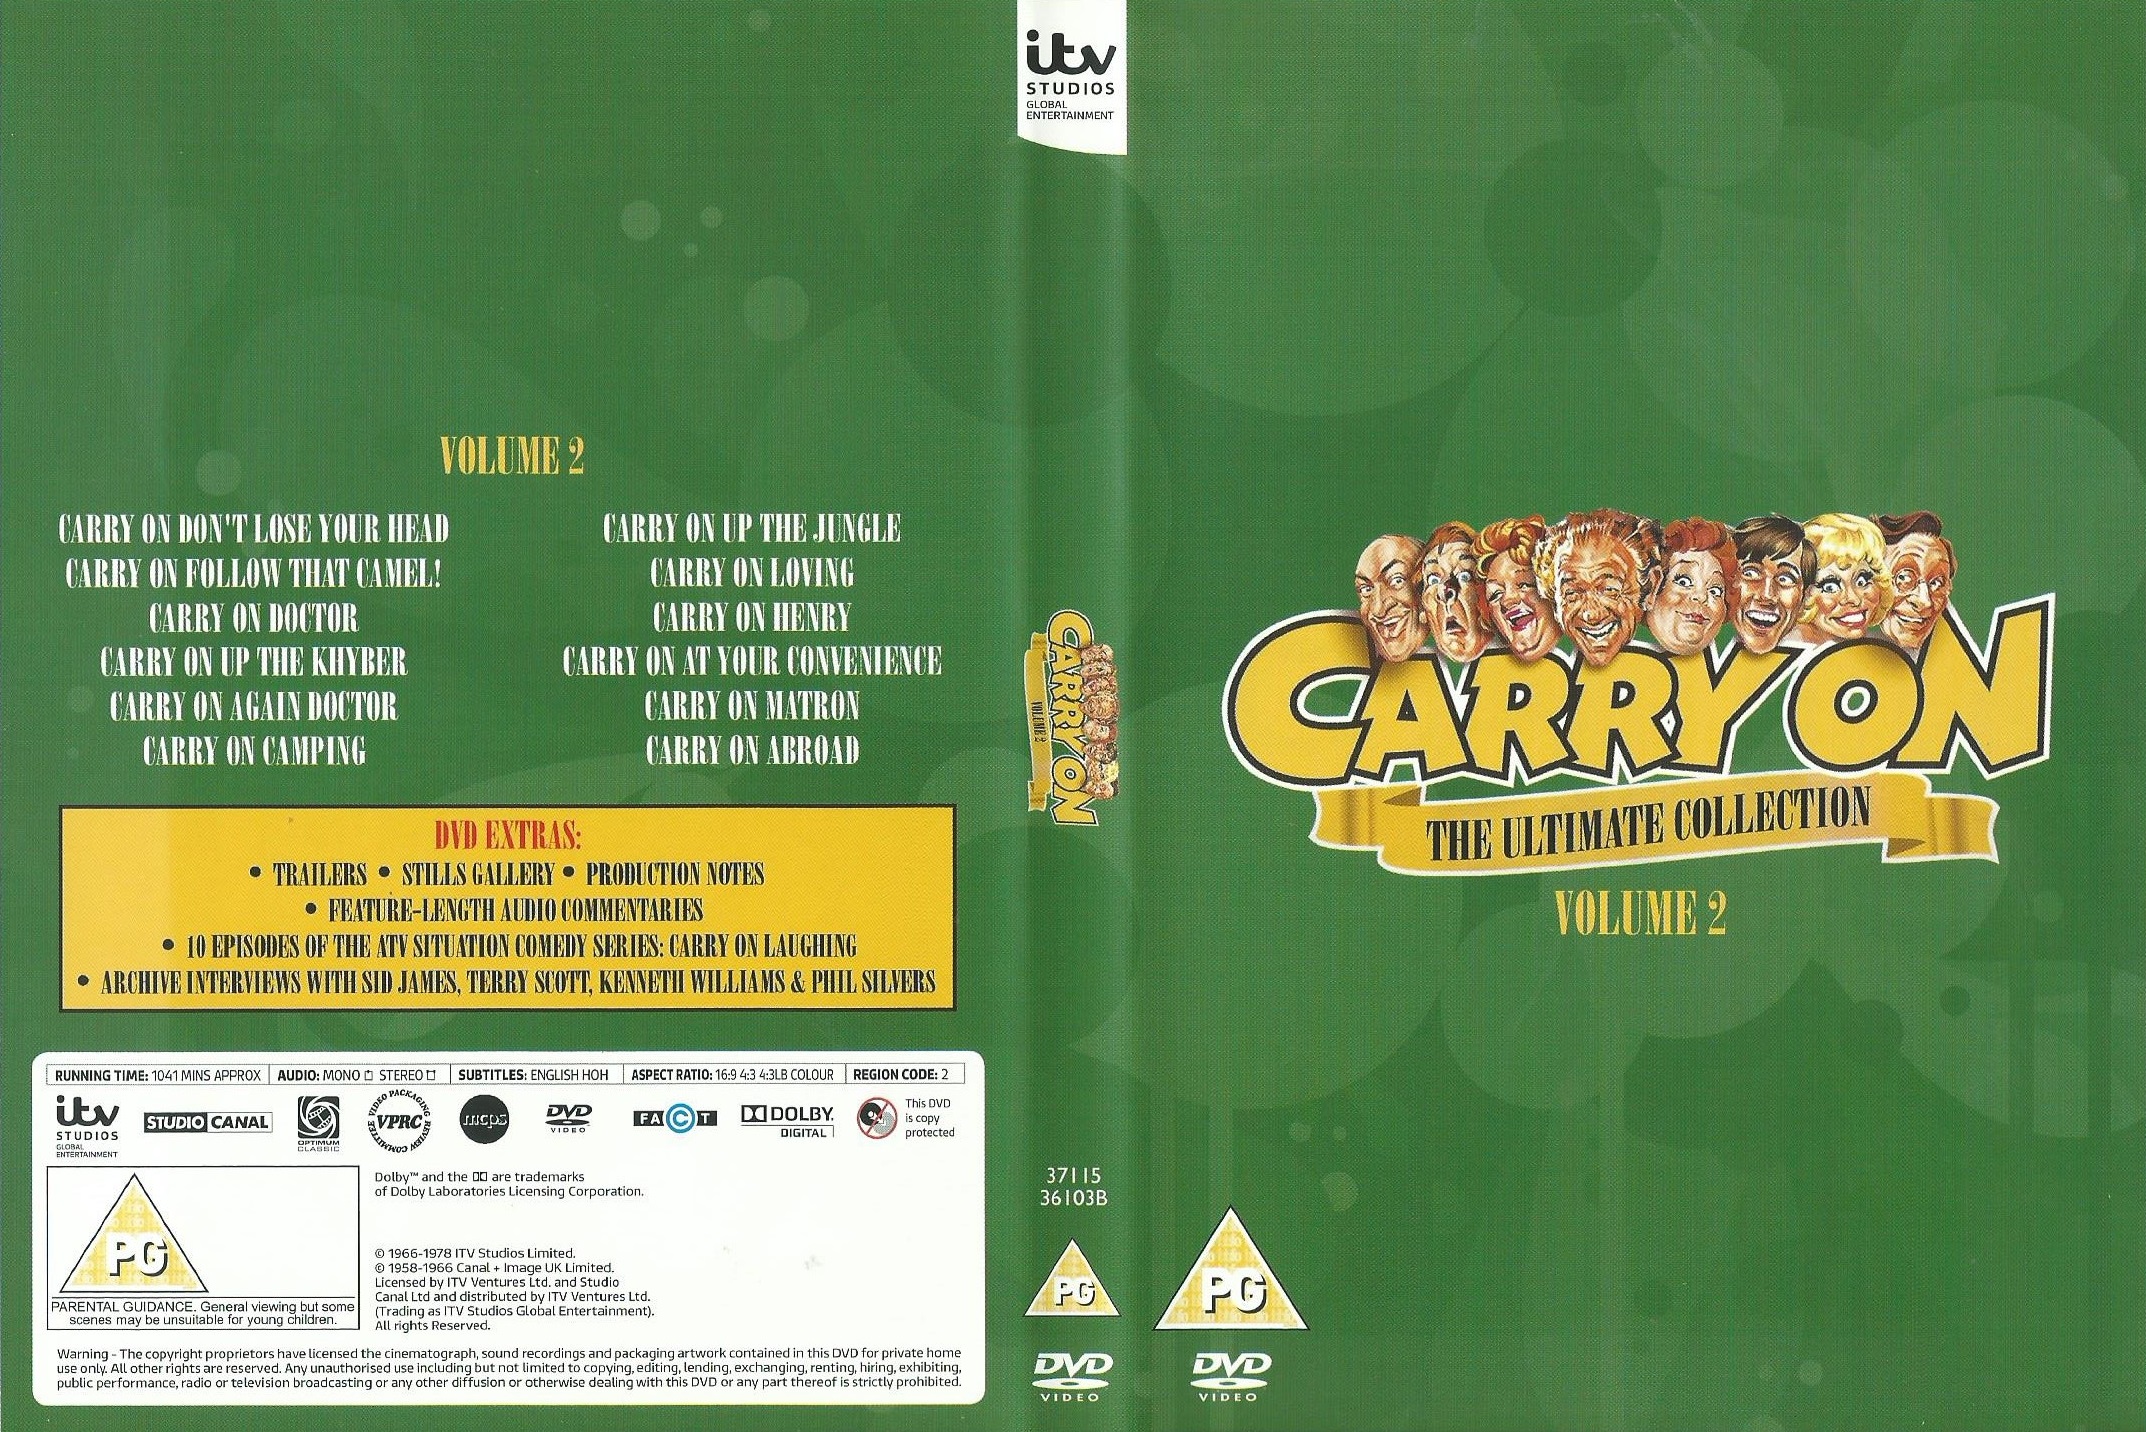 VOLUME 2
CARRY ON DON'T LOSE YOUR HEAD
CARRY ON FOLLOW THAT CAMEL!
CARRY ON DOCTOR
CARRY ON UP THE KHYBER
CARRY ON AGAIN DOCTOR
CARRY ON CAMPING
CARRY ON UP THE JUNGLE
CARRY ON LOVING
CARRY ON HENRY
CARRY ON AT YOUR CONVENIENCE
CARRY ON MATRON
CARRY ON ABROAD
DVD EXTRAS:
• TRAILERS • STILLS GALLERY • PRODUCTION NOTES
• FEATURE-LENGTH AUDIO COMMENTARIES
• 10 EPISODES OF THE ATV SITUATION COMEDY SERIES: CARRY ON LAUGHING
• ARCHIVE INTERVIEWS WITH SID JAMES, TERRY SCOTT, KENNETH WILLIAMS & PHIL SILVERS
RUNNING TIME: 1041 MINS APPROX AUDIO: MONO STEREO SUBTITLES: ENGLISH HOH ASPECT RATIO: 16:9 4:3 4:3LB COLOUR REGION CODE: 2
itv
STUDIOS
GLOBAL
ENTERTAINMENT
STUDIO CANAL
OPTIMUM
CLASSIC
VIDEO PACKAGING REVIEW COMMITTEE
VPRC
mcps
DVD
VIDEO
FACT
DOLBY
DIGITAL
This DVD
is copy
protected
PG
PARENTAL GUIDANCE. General viewing but some
scenes may be unsuitable for young children.
Dolby™ and the are trademarks
of Dolby Laboratories Licensing Corporation.
© 1966-1978 ITV Studios Limited.
© 1958-1966 Canal + Image UK Limited.
Licensed by ITV Ventures Ltd. and Studio
Canal Ltd and distributed by ITV Ventures Ltd.
(Trading as ITV Studios Global Entertainment).
All rights Reserved.
Warning - The copyright proprietors have licensed the cinematograph, sound recordings and packaging artwork contained in this DVD for private home
use only. All other rights are reserved. Any unauthorised use including but not limited to copying, editing, lending, exchanging, renting, hiring, exhibiting,
public performance, radio or television broadcasting or any other diffusion or otherwise dealing with this DVD or any part thereof is strictly prohibited.
itv
STUDIOS
GLOBAL
ENTERTAINMENT
CARRY ON
VOLUME 2
37115
36103B
PG
DVD
VIDEO
CARRY ON
THE ULTIMATE COLLECTION
VOLUME 2
PG
DVD
VIDEO